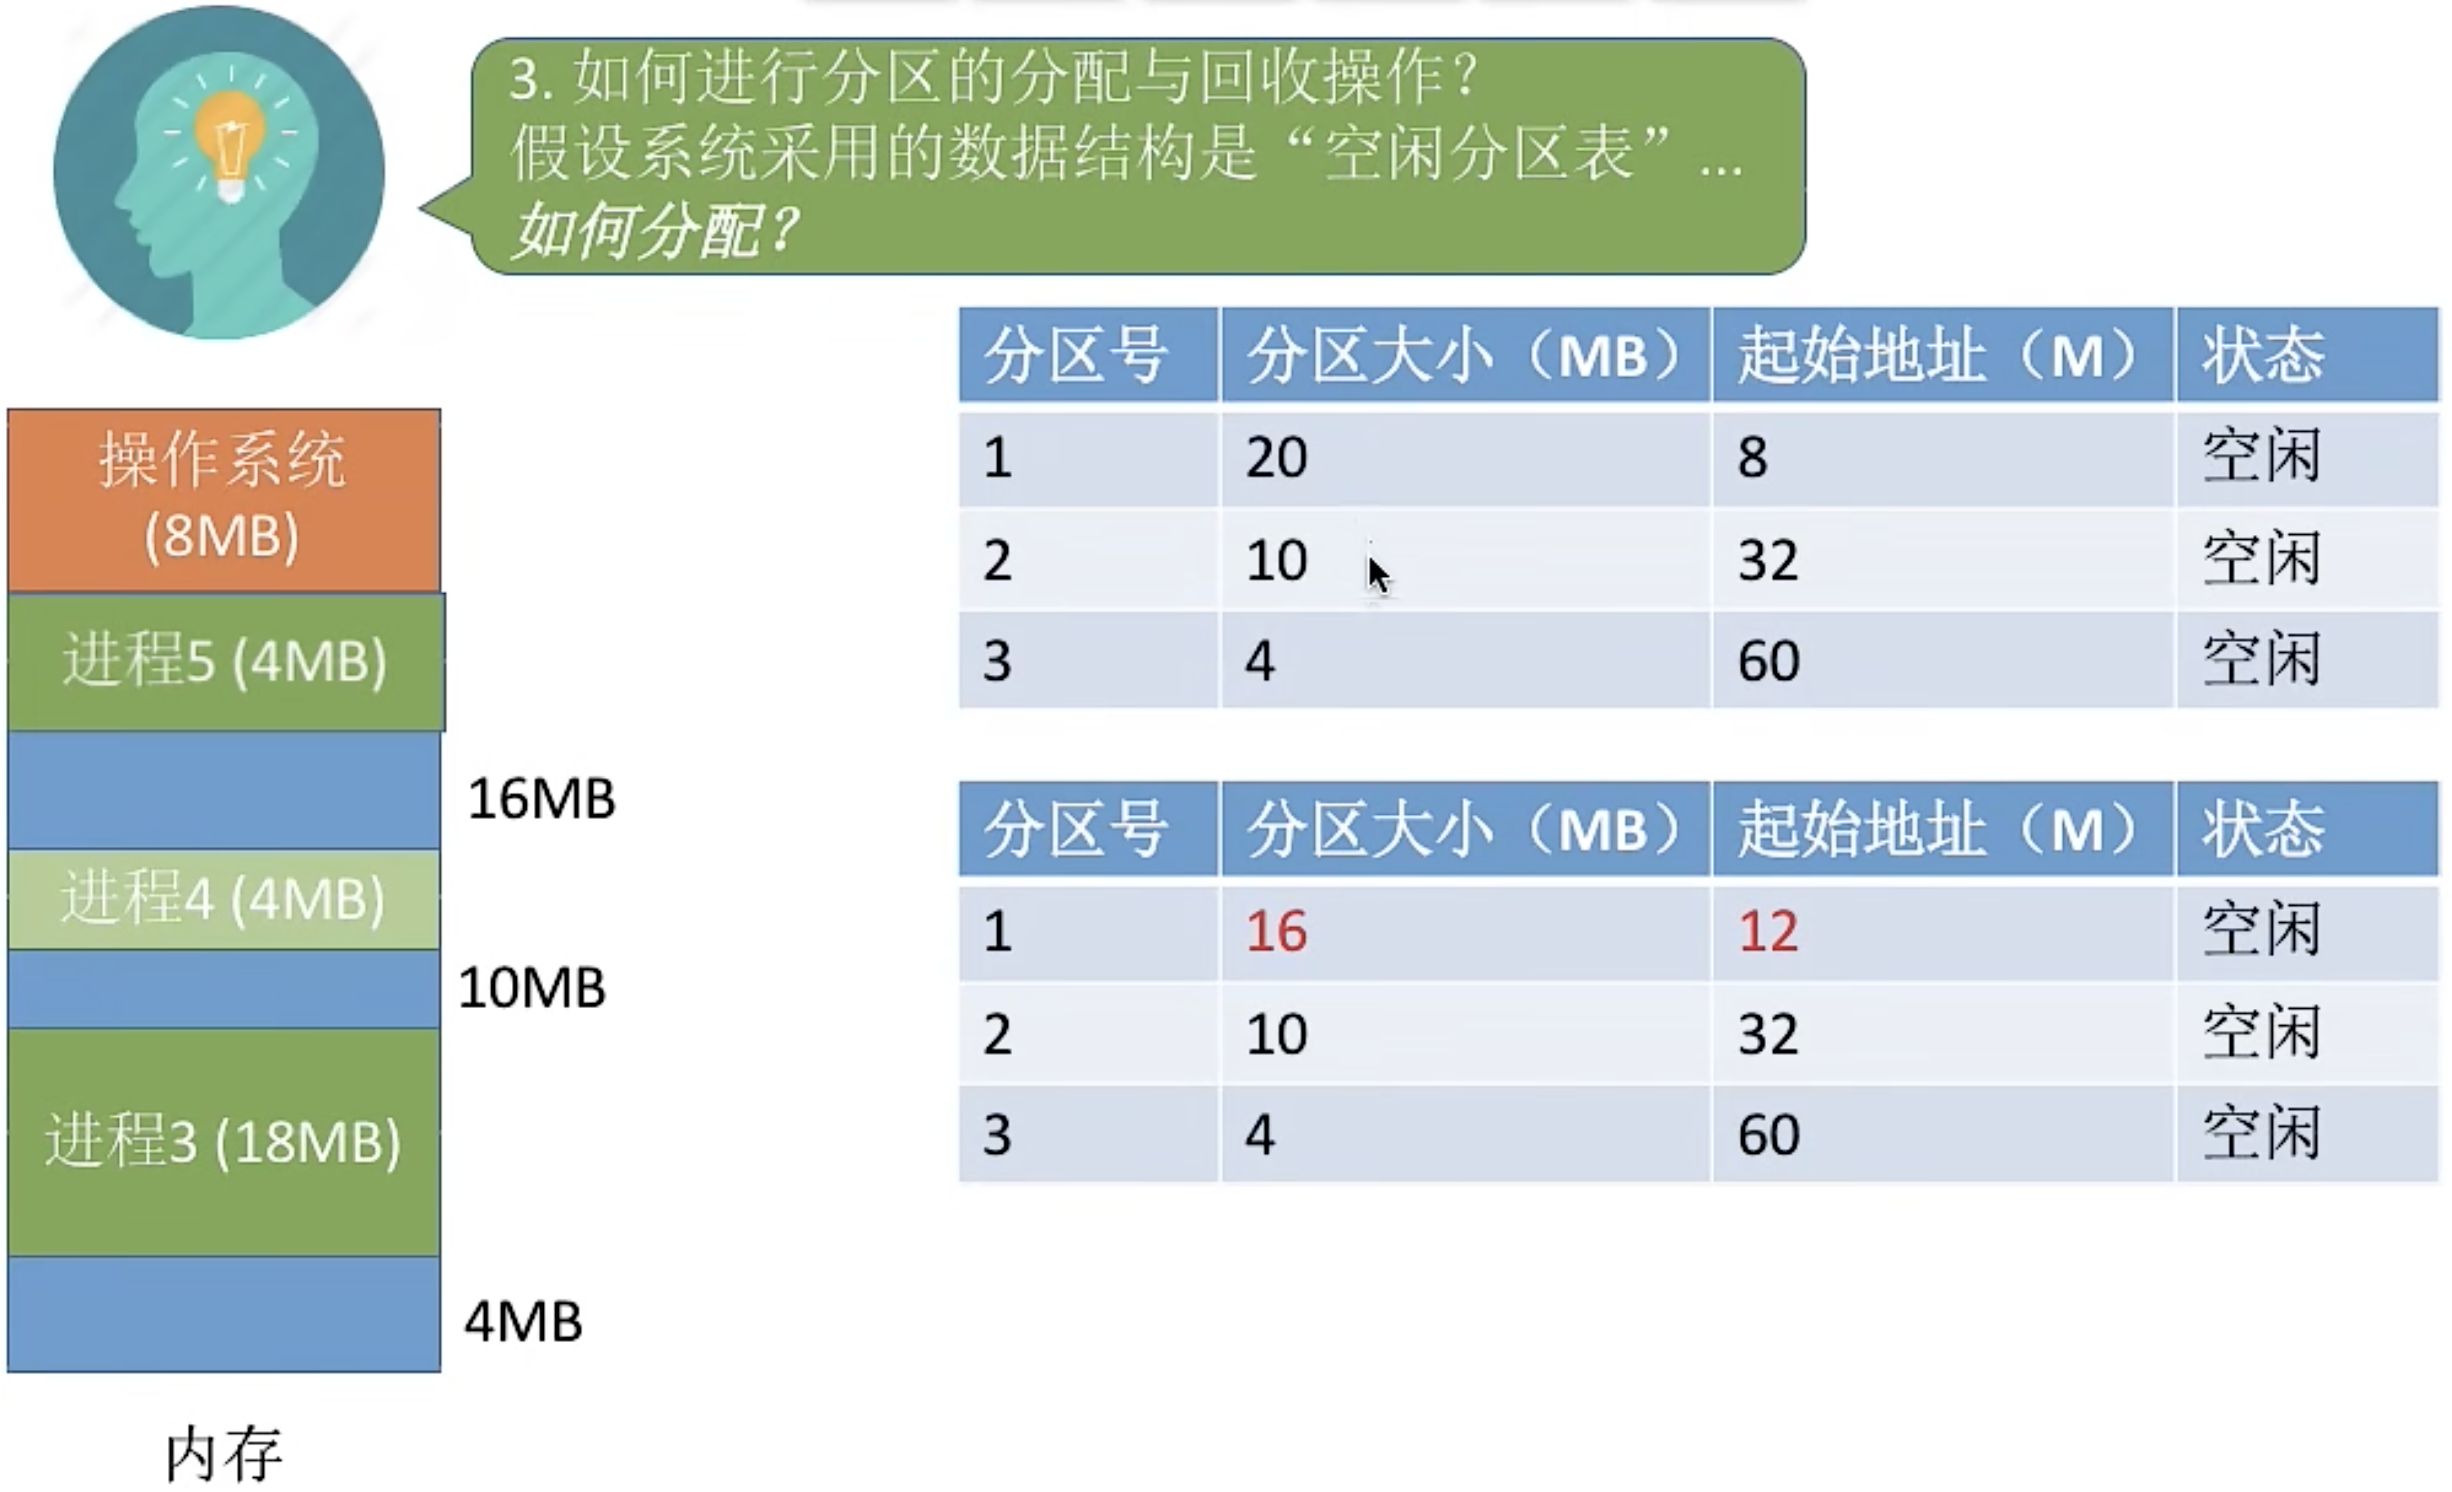 3. 如何进行分区的分配与回收操作？
假设系统采用的数据结构是“空闲分区表”...
如何分配？
操作系统
(8MB)
进程5 (4MB)
16MB
进程4 (4MB)
10MB
进程3 (18MB)
4MB
内存
分区号 分区大小（MB） 起始地址（M） 状态
1 20 8 空闲
2 10 32 空闲
3 4 60 空闲
分区号 分区大小（MB） 起始地址（M） 状态
1 16 12 空闲
2 10 32 空闲
3 4 60 空闲